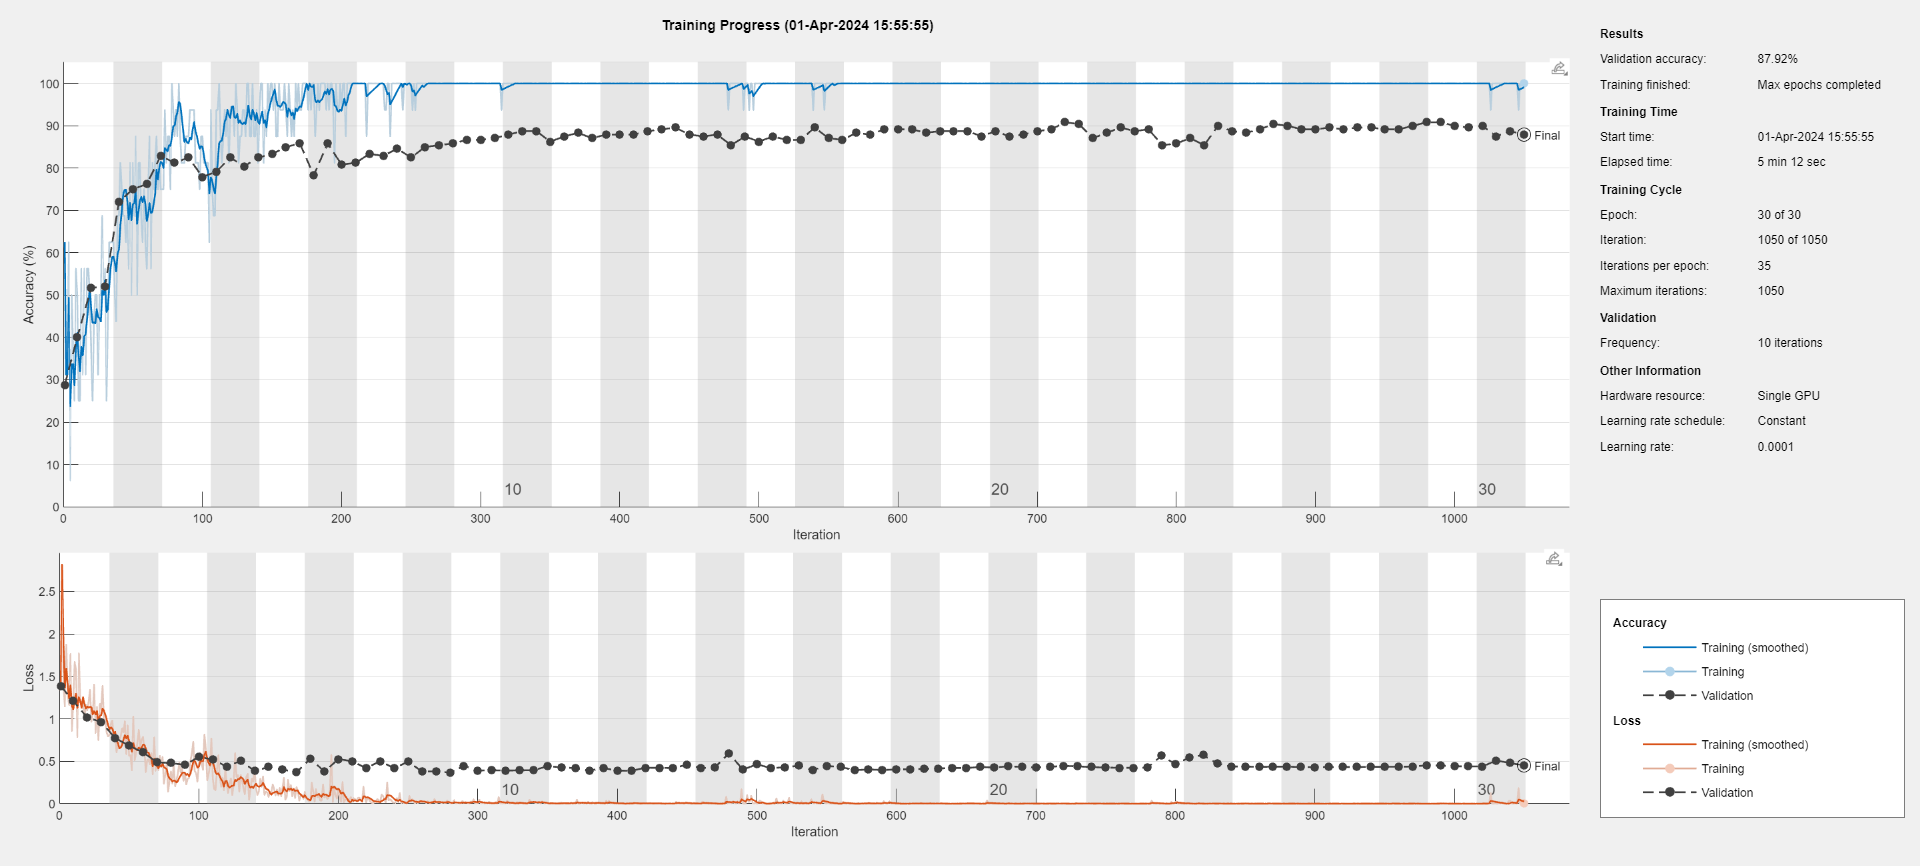 Training Progress (01-Apr-2024 15:55:55)
100
90
80
70
60
50
40
30
20
10
0
Accuracy (%)
Final
10
20
30
0
100
200
300
400
500
600
700
800
900
1000
Iteration
2.5
2
1.5
1
0.5
0
Loss
Final
10
20
30
0
100
200
300
400
500
600
700
800
900
1000
Iteration
Results
Validation accuracy: 87.92%
Training finished: Max epochs completed
Training Time
Start time: 01-Apr-2024 15:55:55
Elapsed time: 5 min 12 sec
Training Cycle
Epoch: 30 of 30
Iteration: 1050 of 1050
Iterations per epoch: 35
Maximum iterations: 1050
Validation
Frequency: 10 iterations
Other Information
Hardware resource: Single GPU
Learning rate schedule: Constant
Learning rate: 0.0001
Accuracy
Training (smoothed)
Training
Validation
Loss
Training (smoothed)
Training
Validation